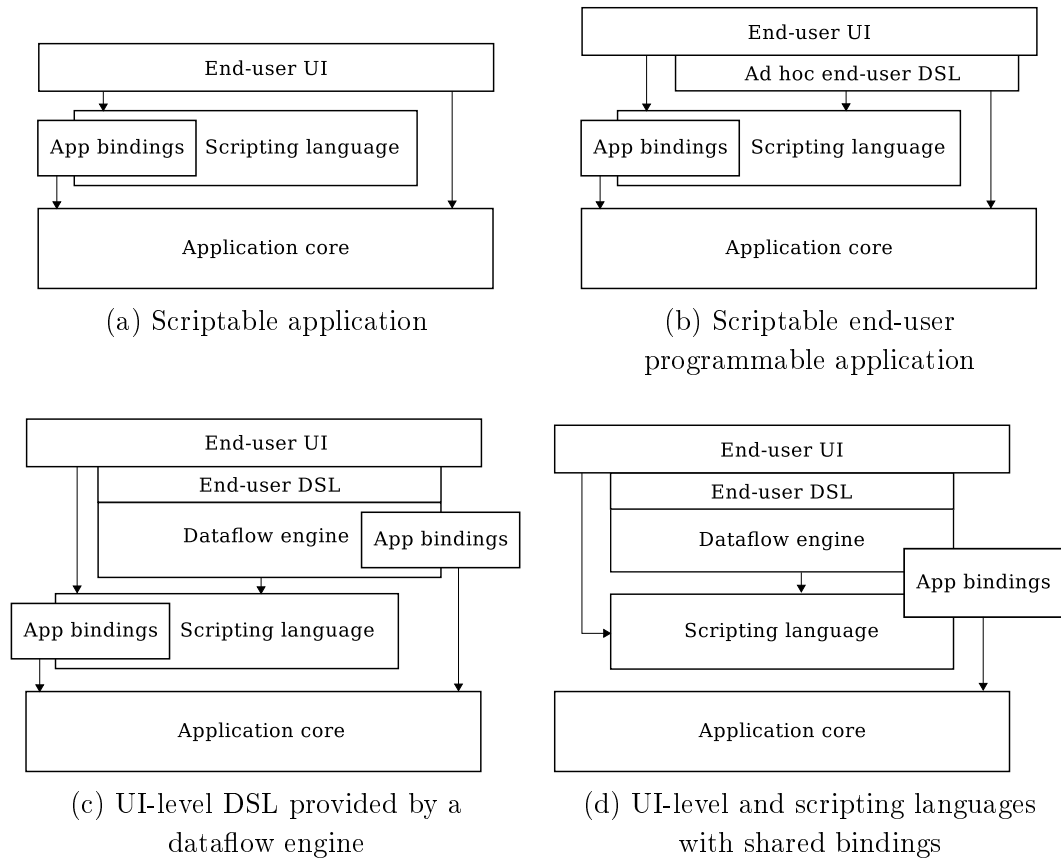 End-user UI
App bindings
Scripting language
Application core
(a) Scriptable application
End-user UI
Ad hoc end-user DSL
App bindings
Scripting language
Application core
(b) Scriptable end-user
programmable application
End-user UI
End-user DSL
Dataflow engine
App bindings
App bindings
Scripting language
Application core
(c) UI-level DSL provided by a
dataflow engine
End-user UI
End-user DSL
Dataflow engine
App bindings
Scripting language
Application core
(d) UI-level and scripting languages
with shared bindings